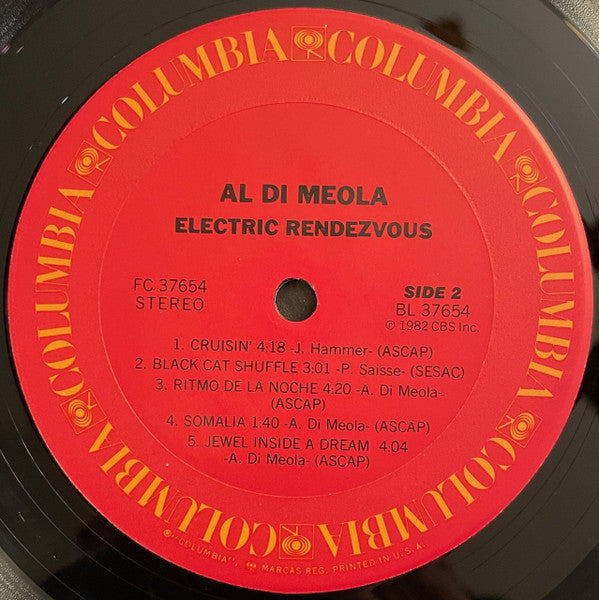 COLUMBIA COLUMBIA COLUMBIA COLUMBIA COLUMBIA COLUMBIA
AL DI MEOLA
ELECTRIC RENDEZVOUS
FC 37654
STEREO
SIDE 2
BL 37654
℗ 1982 CBS Inc.
1. CRUISIN' 4:18 -J. Hammer- (ASCAP)
2. BLACK CAT SHUFFLE 3:01 -P. Saisse- (SESAC)
3. RITMO DE LA NOCHE 4:20 -A. Di Meola-
(ASCAP)
4. SOMALIA 1:40 -A. Di Meola- (ASCAP)
5. JEWEL INSIDE A DREAM 4:04
-A. Di Meola- (ASCAP)
®"COLUMBIA", MARCAS REG. PRINTED IN U.S.A.